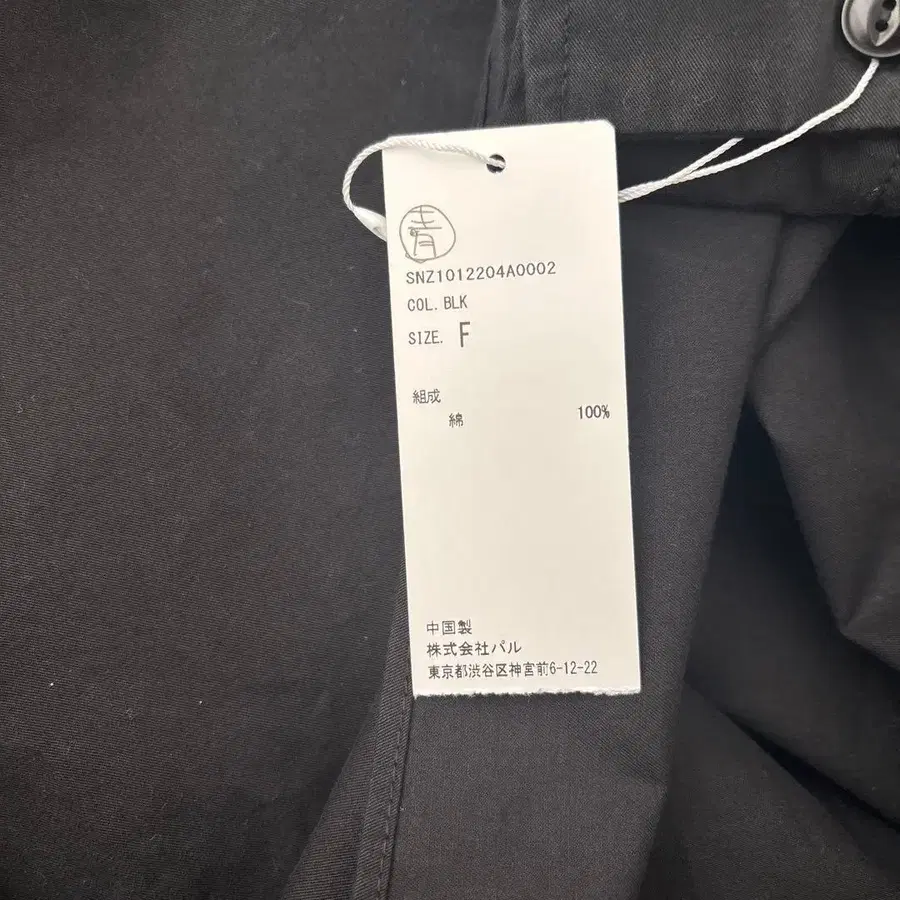 青
SNZ1012204A0002
COL. BLK
SIZE. F
組成
綿 100%
中国製
株式会社パル
東京都渋谷区神宮前6-12-22